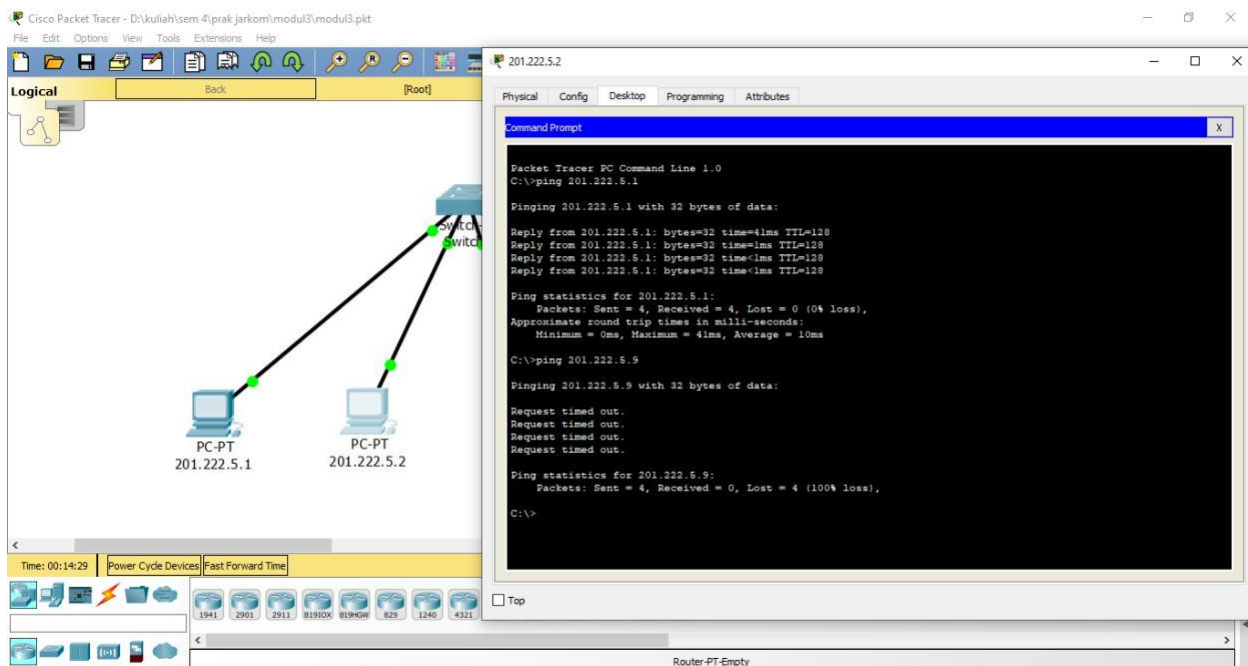 Cisco Packet Tracer - D:\kuliah\sem 4\prak jarkom\modul3\modul3.pkt
File Edit Options View Tools Extensions Help
Logical
Back
[Root]
Switch
PC-PT
201.222.5.1
PC-PT
201.222.5.2
201.222.5.2
Physical Config Desktop Programming Attributes
Command Prompt
X
Packet Tracer PC Command Line 1.0
C:\>ping 201.222.5.1
Pinging 201.222.5.1 with 32 bytes of data:
Reply from 201.222.5.1: bytes=32 time=41ms TTL=128
Reply from 201.222.5.1: bytes=32 time=1ms TTL=128
Reply from 201.222.5.1: bytes=32 time<1ms TTL=128
Reply from 201.222.5.1: bytes=32 time<1ms TTL=128
Ping statistics for 201.222.5.1:
Packets: Sent = 4, Received = 4, Lost = 0 (0% loss),
Approximate round trip times in milli-seconds:
Minimum = 0ms, Maximum = 41ms, Average = 10ms
C:\>ping 201.222.5.9
Pinging 201.222.5.9 with 32 bytes of data:
Request timed out.
Request timed out.
Request timed out.
Request timed out.
Ping statistics for 201.222.5.9:
Packets: Sent = 4, Received = 0, Lost = 4 (100% loss),
C:\>
Top
Time: 00:14:29 Power Cycle Devices Fast Forward Time
1941 2901 2911 819IOX 819HGW 829 1240 4321
Router-PT-Empty